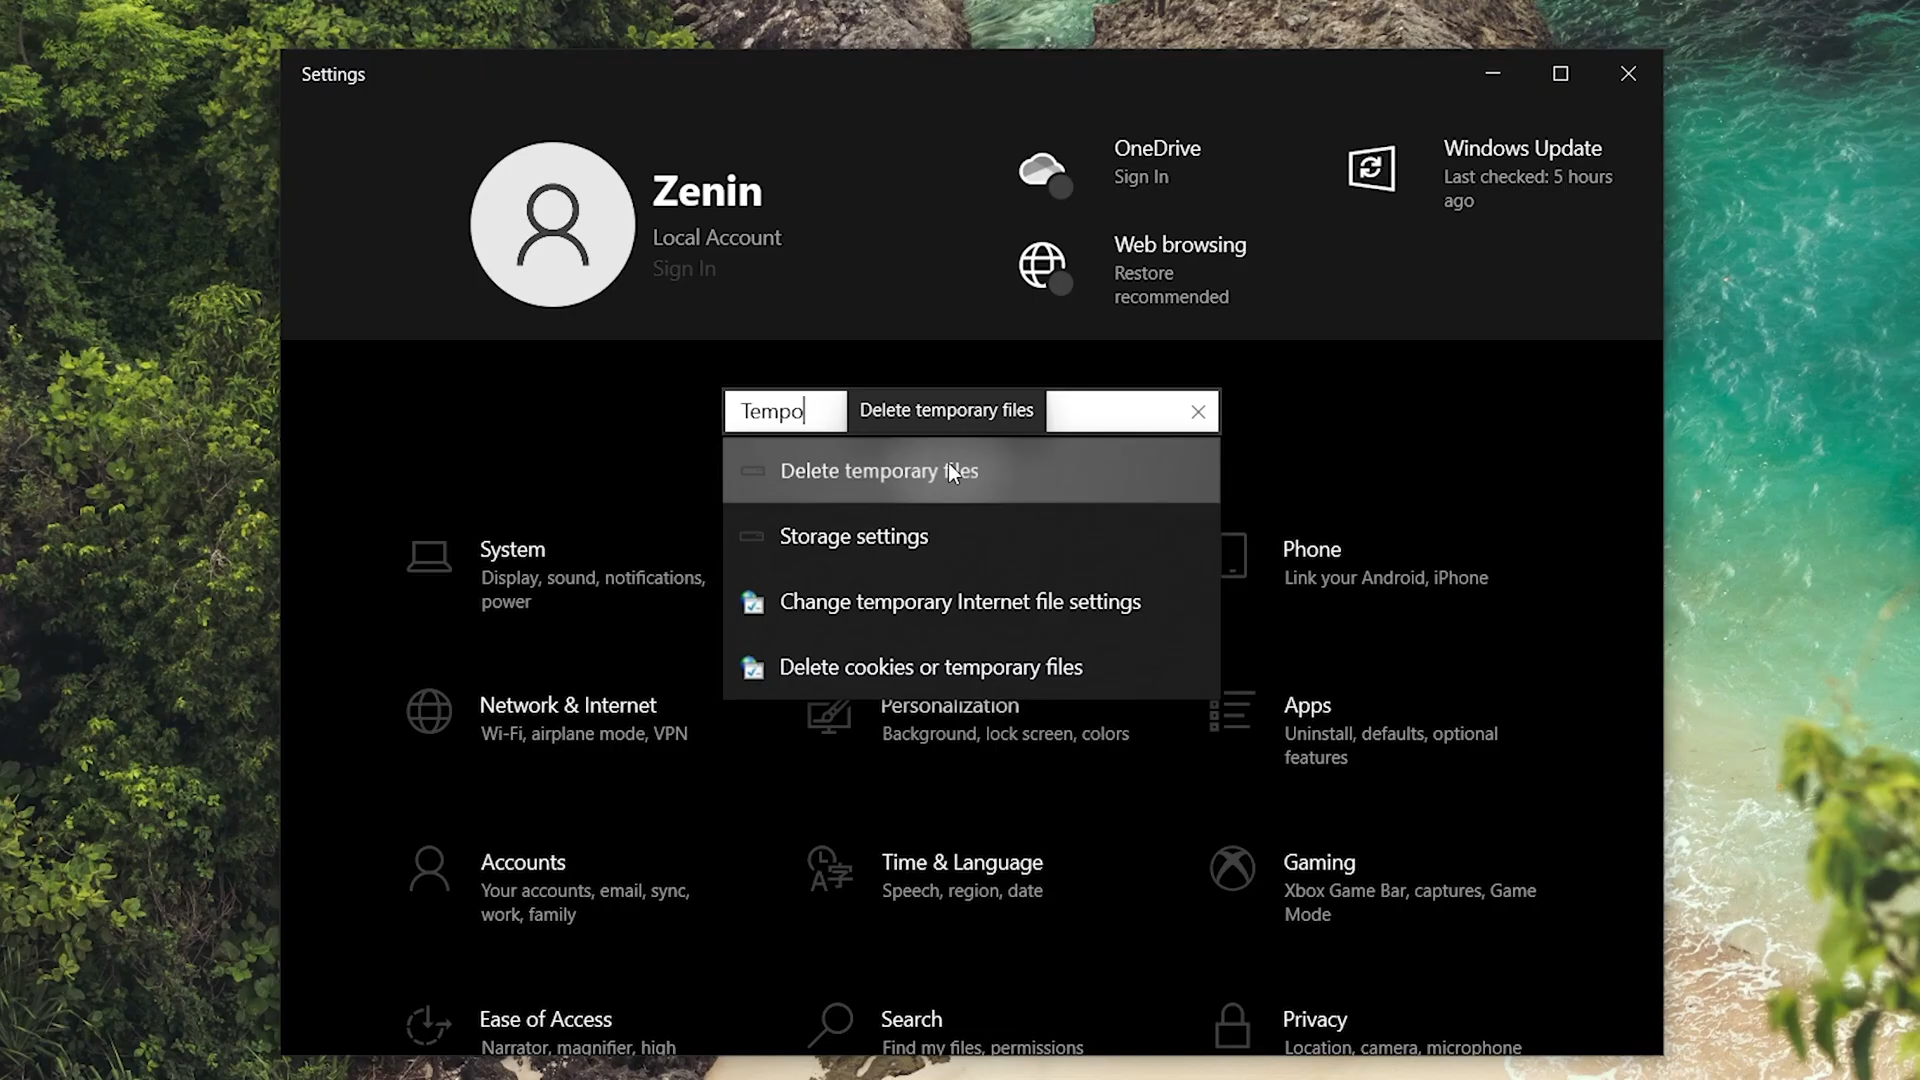 Settings
Zenin
Local Account
Sign In
OneDrive
Sign In
Web browsing
Restore
recommended
Windows Update
Last checked: 5 hours
ago
Tempo
Delete temporary files
Delete temporary files
Storage settings
Change temporary Internet file settings
Delete cookies or temporary files
System
Display, sound, notifications,
power
Phone
Link your Android, iPhone
Network & Internet
Wi-Fi, airplane mode, VPN
Personalization
Background, lock screen, colors
Apps
Uninstall, defaults, optional
features
Accounts
Your accounts, email, sync,
work, family
Time & Language
Speech, region, date
Gaming
Xbox Game Bar, captures, Game
Mode
Ease of Access
Narrator, magnifier, high
Search
Find my files, permissions
Privacy
Location, camera, microphone